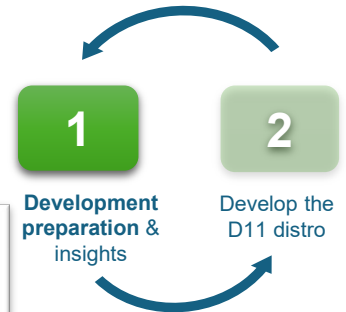 1
2
Development
preparation &
insights
Develop the
D11 distro